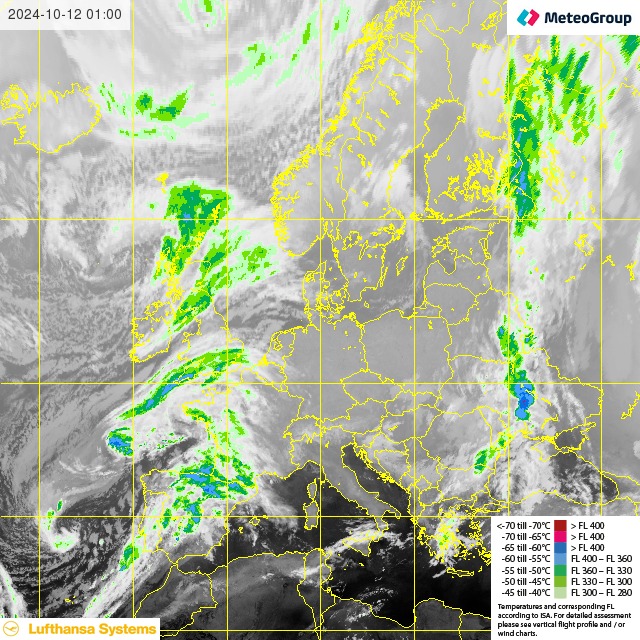 2024-10-12 01:00
MeteoGroup
<-70 till -70°C > FL 400
-70 till -65°C > FL 400
-65 till -60°C > FL 400
-60 till -55°C FL 400 – FL 360
-55 till -50°C FL 360 – FL 330
-50 till -45°C FL 330 – FL 300
-45 till -40°C FL 300 – FL 280
Temperatures and corresponding FL
according to ISA. For detailed assessment
please see vertical flight profile and / or
wind charts.
Lufthansa Systems